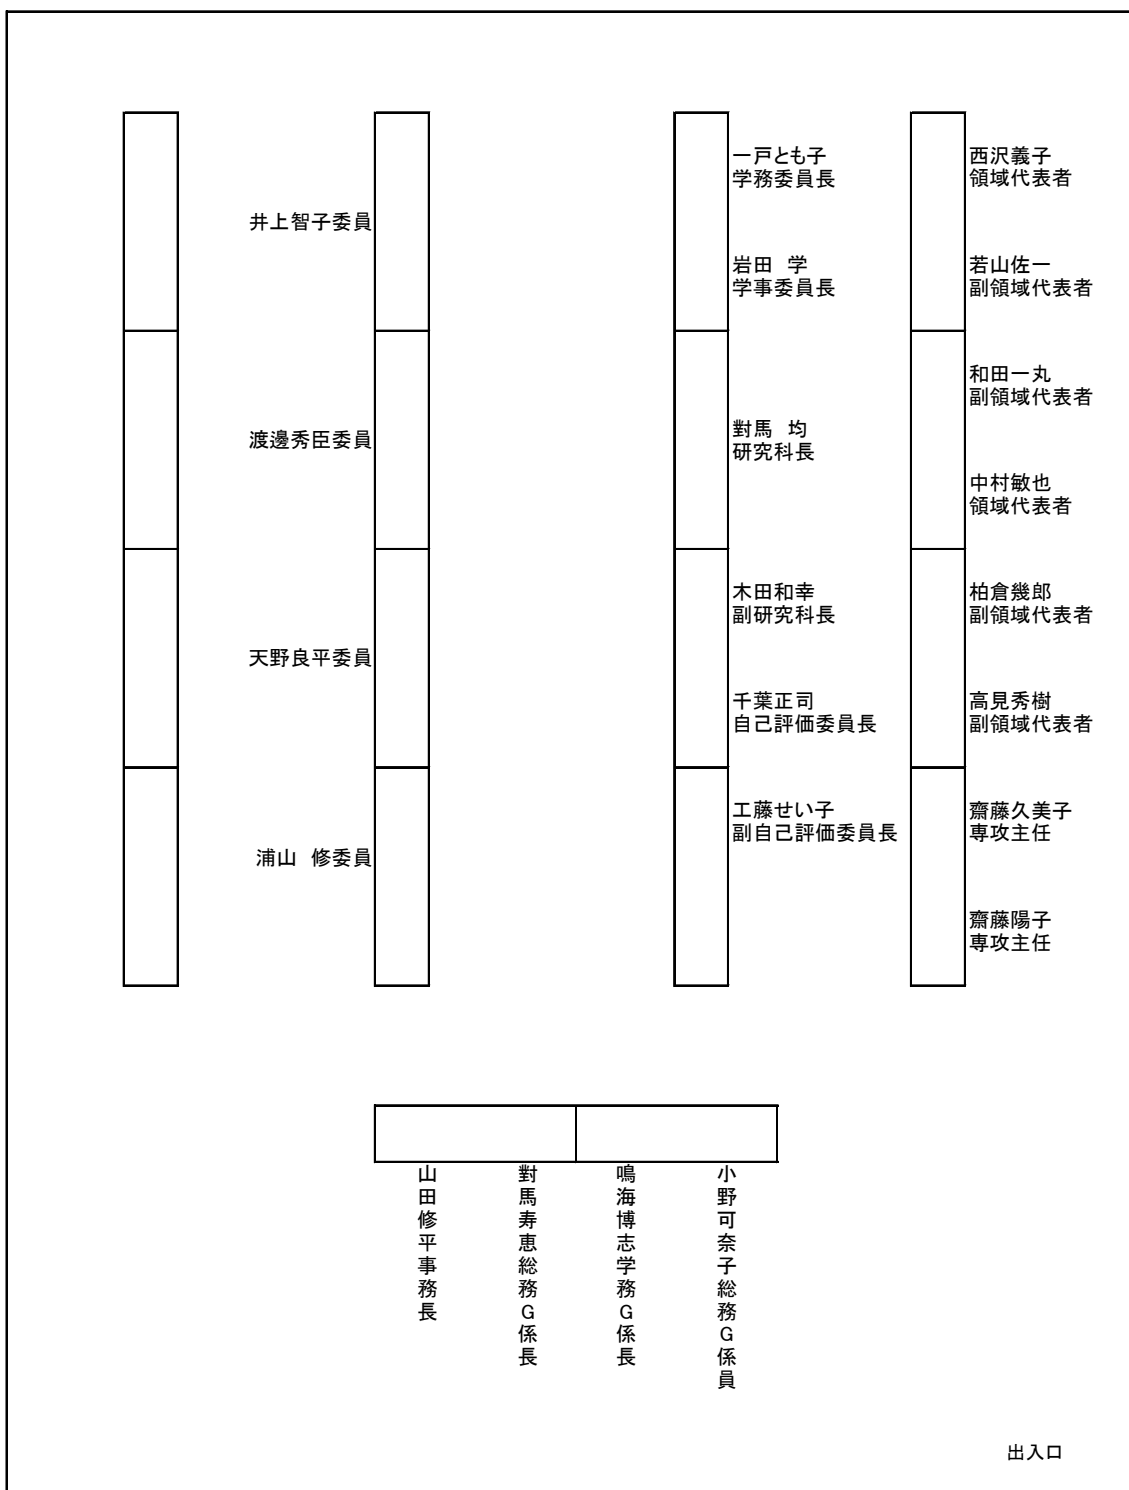 井上智子委員
渡邊秀臣委員
天野良平委員
浦山　修委員
一戸とも子
学務委員長
岩田　学
学事委員長
對馬　均
研究科長
木田和幸
副研究科長
千葉正司
自己評価委員長
工藤せい子
副自己評価委員長
西沢義子
領域代表者
若山佐一
副領域代表者
和田一丸
副領域代表者
中村敏也
領域代表者
柏倉幾郎
副領域代表者
高見秀樹
副領域代表者
齋藤久美子
専攻主任
齋藤陽子
専攻主任
山田修平事務長
對馬寿恵総務G係長
鳴海博志学務G係長
小野可奈子総務G係員
出入口